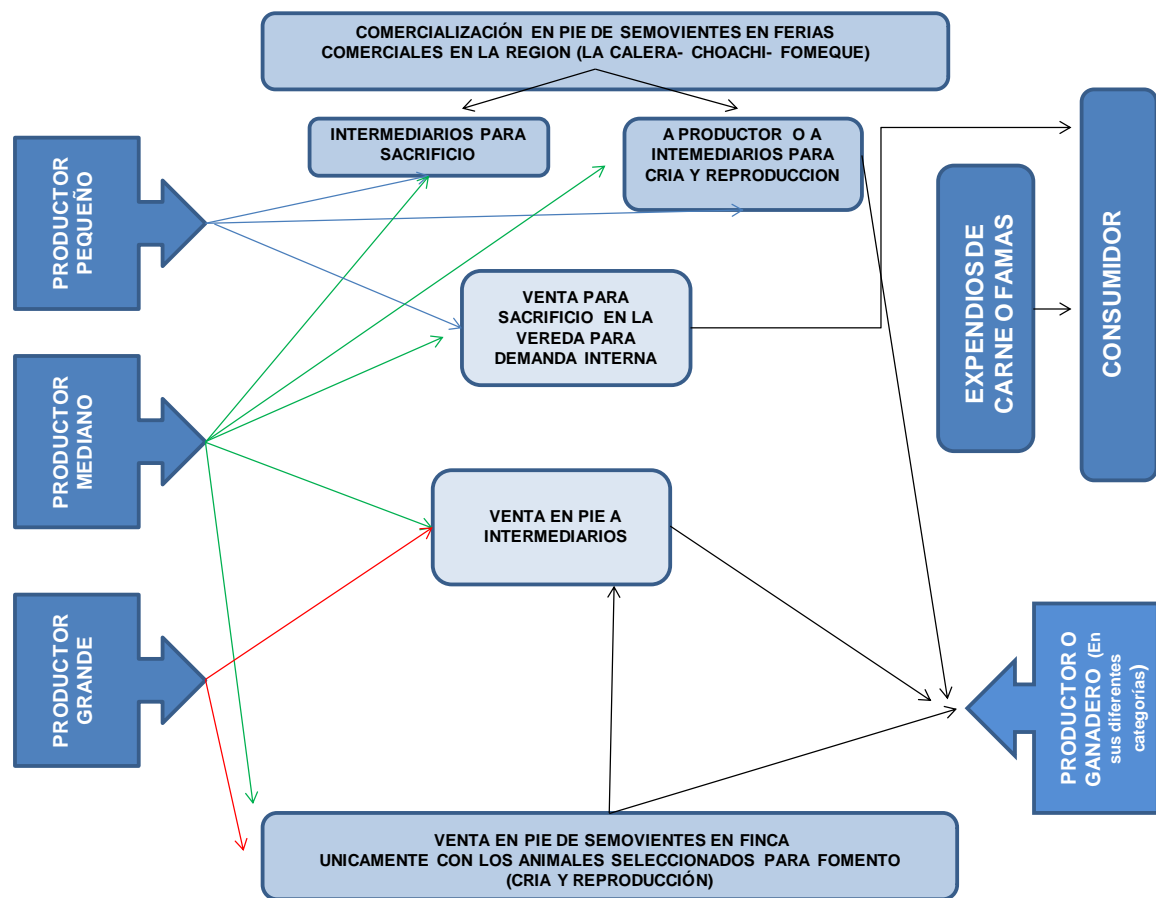 COMERCIALIZACIÓN EN PIE DE SEMOVIENTES EN FERIAS
COMERCIALES EN LA REGION (LA CALERA- CHOACHI- FOMEQUE)
INTERMEDIARIOS PARA
SACRIFICIO
A PRODUCTOR O A
INTEMEDIARIOS PARA
CRIA Y REPRODUCCION
PRODUCTOR
PEQUEÑO
VENTA PARA
SACRIFICIO EN LA
VEREDA PARA
DEMANDA INTERNA
EXPENDIOS DE
CARNE O FAMAS
CONSUMIDOR
PRODUCTOR
MEDIANO
VENTA EN PIE A
INTERMEDIARIOS
PRODUCTOR
GRANDE
PRODUCTOR O
GANADERO (En
sus diferentes
categorías)
VENTA EN PIE DE SEMOVIENTES EN FINCA
UNICAMENTE CON LOS ANIMALES SELECCIONADOS PARA FOMENTO
(CRIA Y REPRODUCCIÓN)